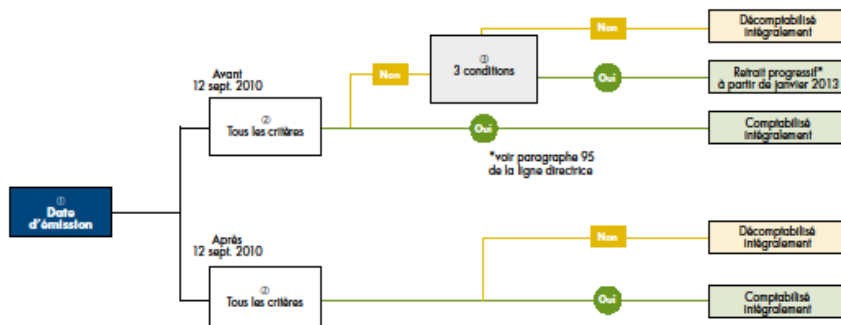 Non
Décomptabilisé
intégralement
①
3 conditions
Avant
12 sept. 2010
Non
Oui
Retrait progressif*
à partir de janvier 2013
②
Tous les critères
Oui
Comptabilisé
intégralement
*voir paragraphe 95
de la ligne directrice
①
Date
d'émission
Après
12 sept. 2010
Non
Décomptabilisé
intégralement
②
Tous les critères
Oui
Comptabilisé
intégralement